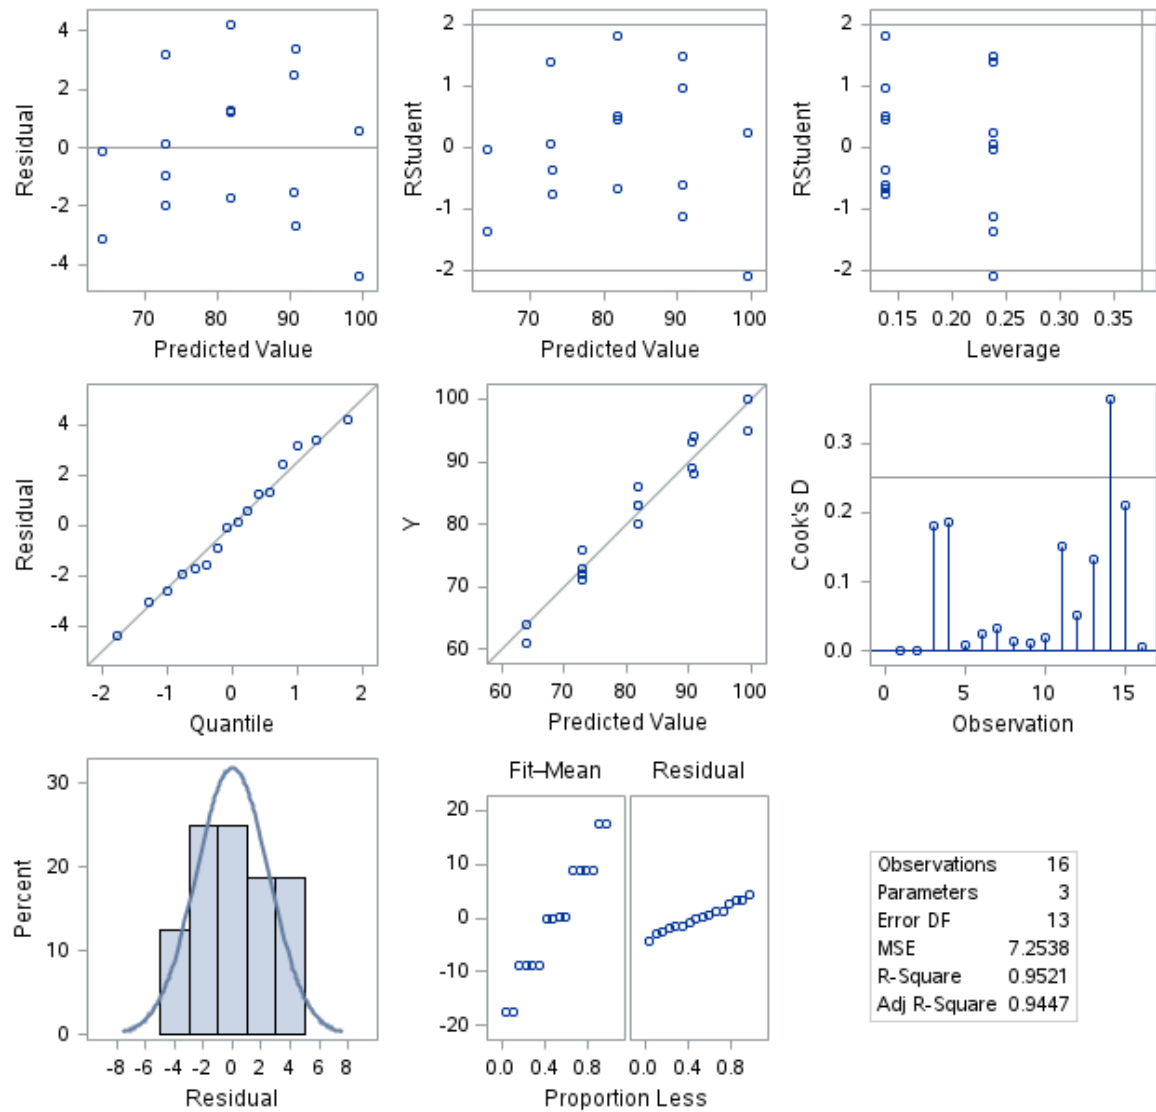 4
2
0
-2
-4
Residual
70 80 90 100
Predicted Value
2
1
0
-1
-2
RStudent
70 80 90 100
Predicted Value
2
1
0
-1
-2
RStudent
0.15 0.20 0.25 0.30 0.35
Leverage
4
2
0
-2
-4
Residual
-2 -1 0 1 2
Quantile
100
90
80
70
60
Y
60 70 80 90 100
Predicted Value
0.3
0.2
0.1
0.0
Cook's D
0 5 10 15
Observation
30
20
10
0
Percent
-8 -6 -4 -2 0 2 4 6 8
Residual
Fit–Mean Residual
20
10
0
-10
-20
0.0 0.4 0.8 0.0 0.4 0.8
Proportion Less
Observations 16
Parameters 3
Error DF 13
MSE 7.2538
R-Square 0.9521
Adj R-Square 0.9447